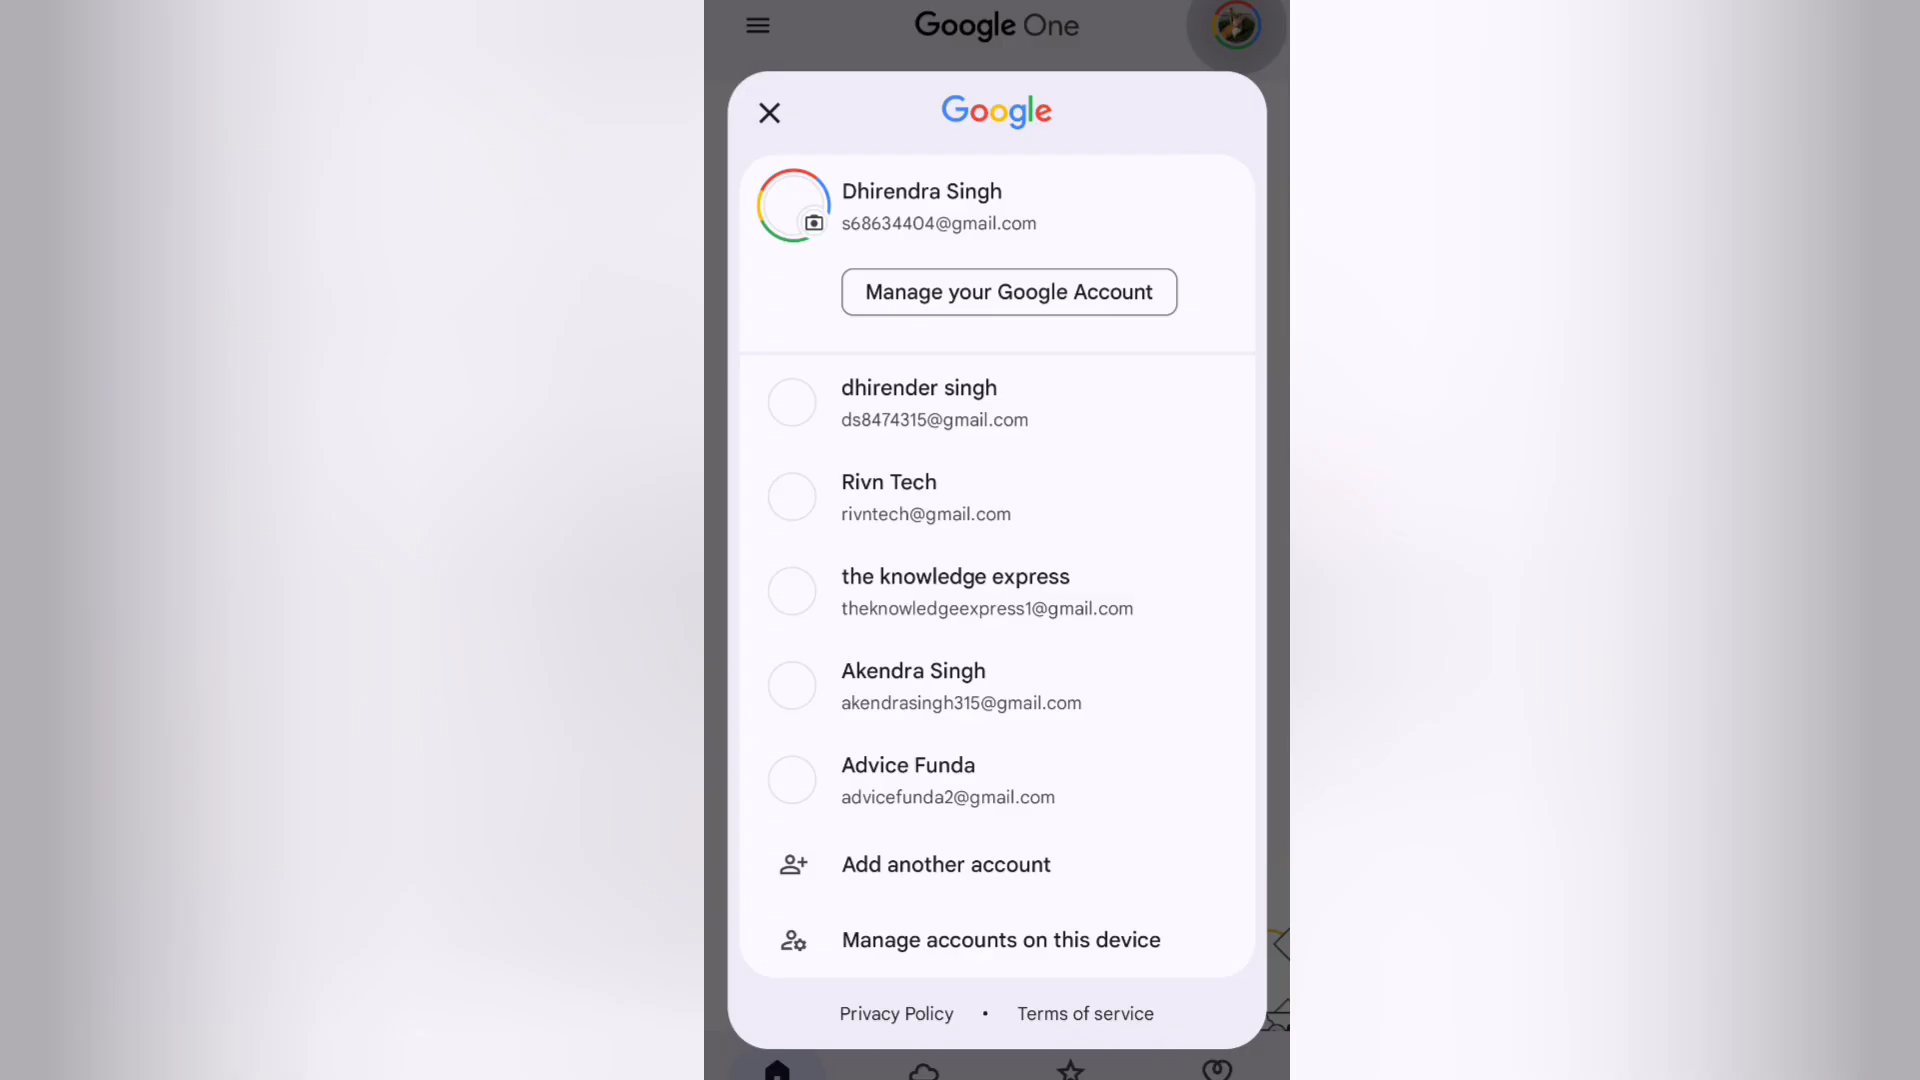 Google One
Google
Dhirendra Singh
s68634404@gmail.com
Manage your Google Account
dhirender singh
ds8474315@gmail.com
Rivn Tech
rivntech@gmail.com
the knowledge express
theknowledgeexpress1@gmail.com
Akendra Singh
akendrasingh315@gmail.com
Advice Funda
advicefunda2@gmail.com
Add another account
Manage accounts on this device
Privacy Policy • Terms of service